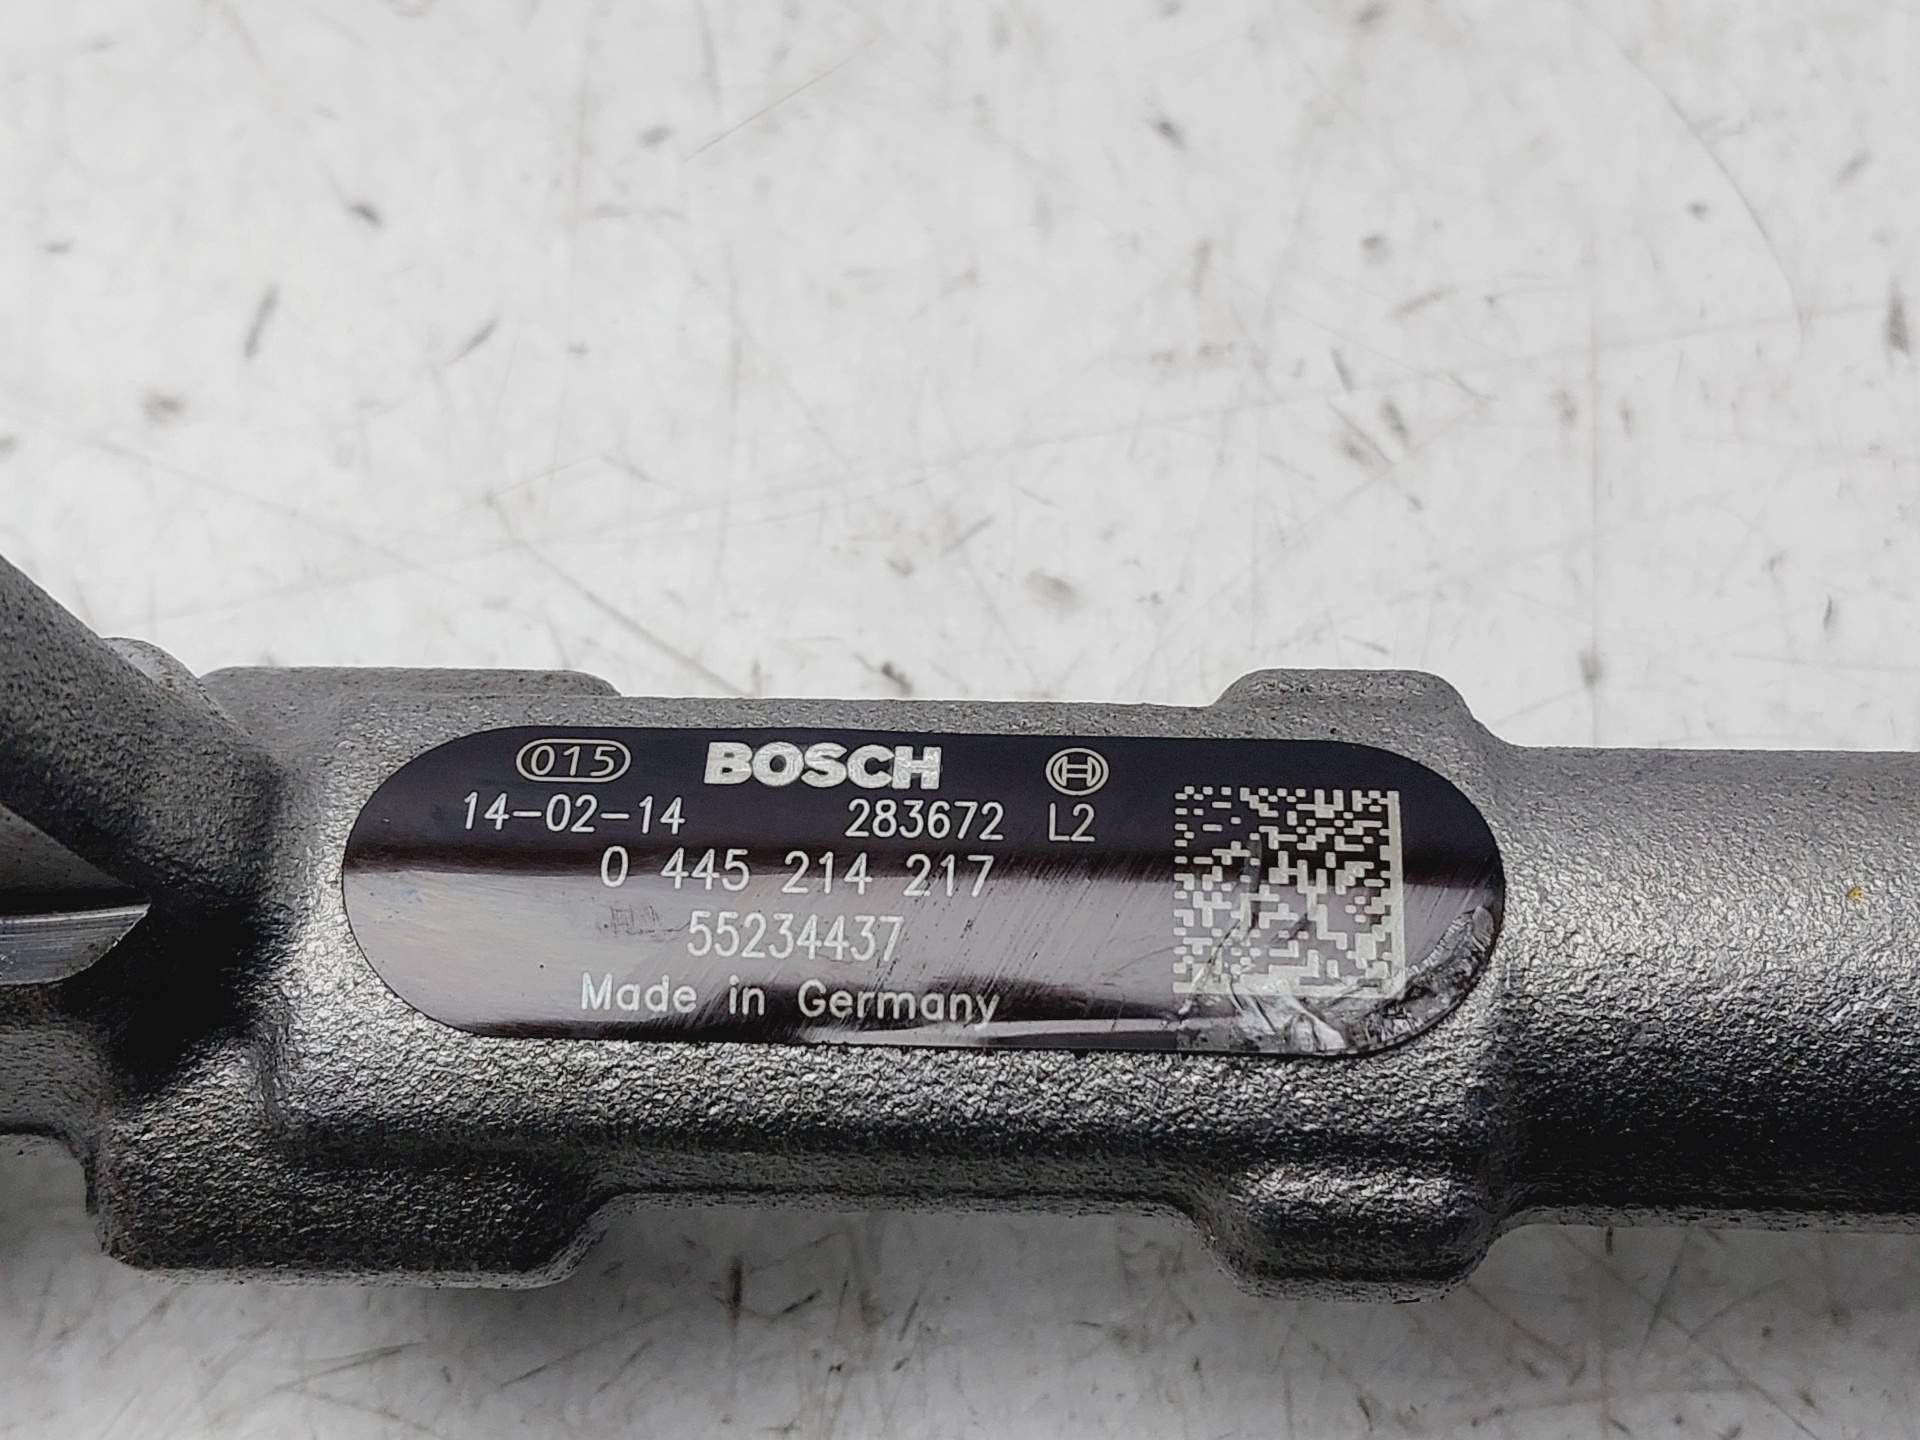 015 BOSCH
14-02-14 283672 L2
0 445 214 217
55234437
Made in Germany